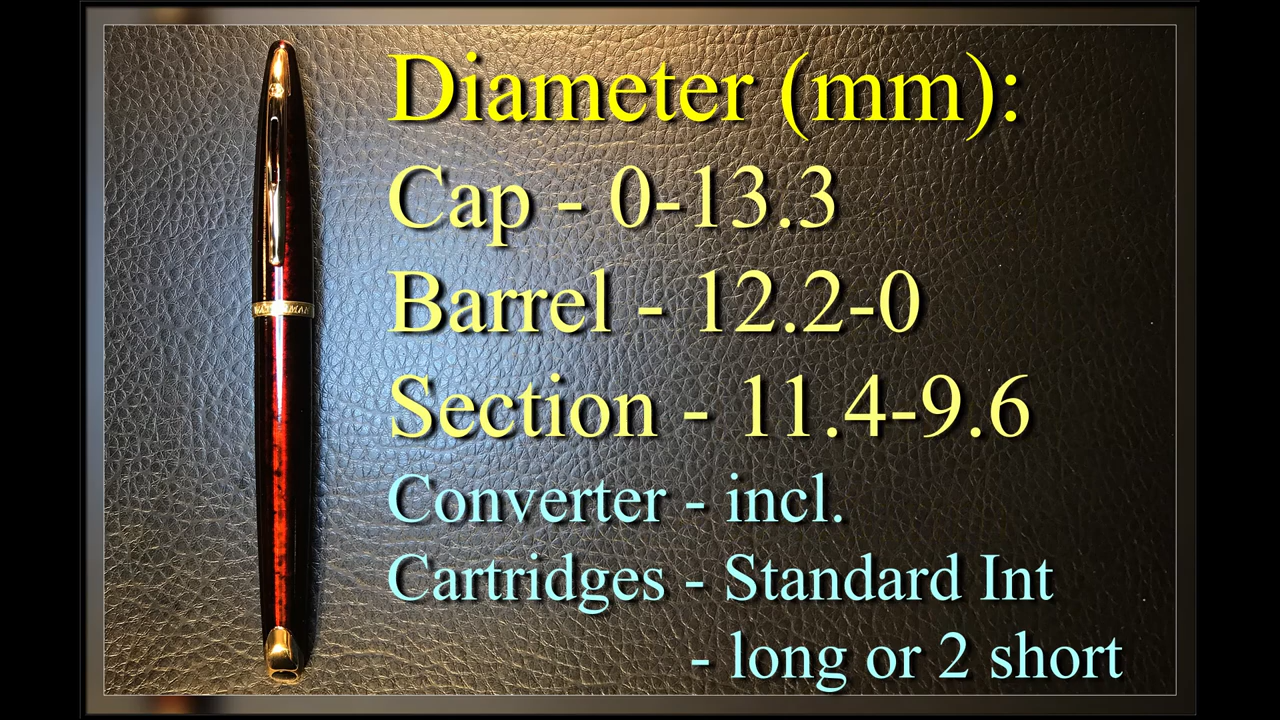 Diameter (mm):
Cap - 0-13.3
Barrel - 12.2-0
Section - 11.4-9.6
Converter - incl.
Cartridges - Standard Int
- long or 2 short
WATERMAN